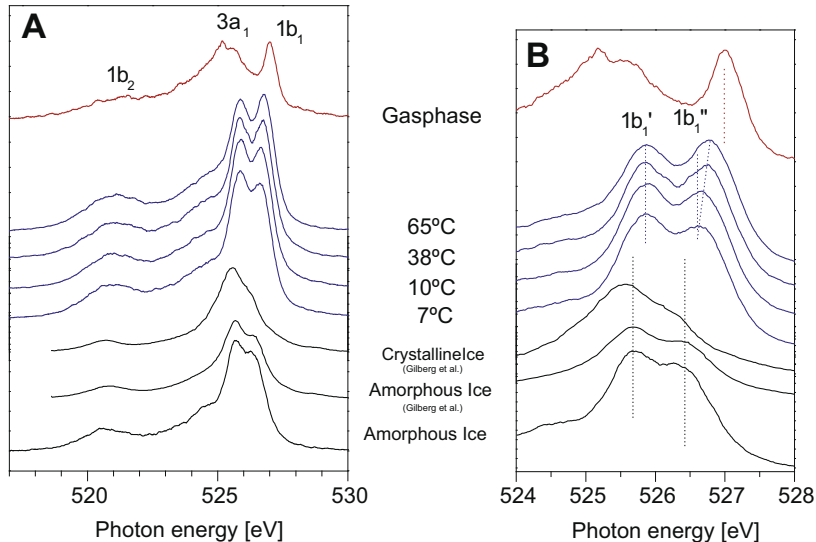 A
3a1
1b1
1b2
B
1b1'
1b1"
Gasphase
65ºC
38ºC
10ºC
7ºC
CrystallineIce
(Gilberg et al.)
Amorphous Ice
(Gilberg et al.)
Amorphous Ice
520 525 530
524 525 526 527 528
Photon energy [eV]
Photon energy [eV]